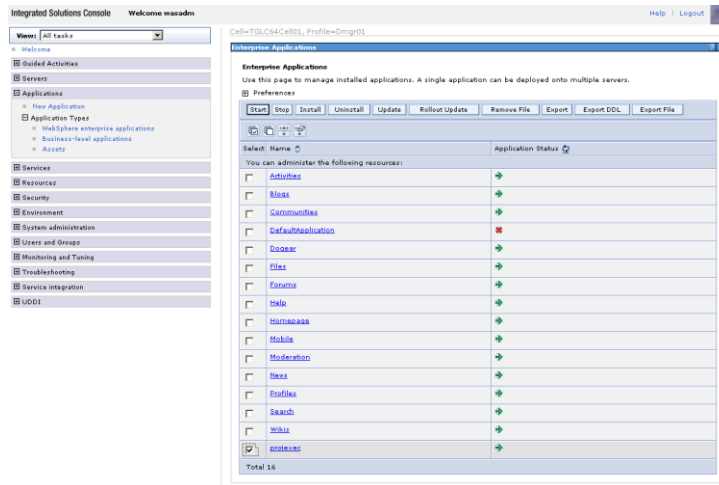 Integrated Solutions Console Welcome wasadm Help | Logout
Cell=TGLC64Cell01, Profile=Dmgr01
View: All tasks
Welcome
Guided Activities
Servers
Applications
New Application
Application Types
WebSphere enterprise applications
Business-level applications
Assets
Services
Resources
Security
Environment
System administration
Users and Groups
Monitoring and Tuning
Troubleshooting
Service integration
UDDI
Enterprise Applications ?
Enterprise Applications
Use this page to manage installed applications. A single application can be deployed onto multiple servers.
Preferences
Start Stop Install Uninstall Update Rollout Update Remove File Export Export DDL Export File
Select Name Application Status
You can administer the following resources:
Activities
Blogs
Communities
DefaultApplication
Dogear
Files
Forums
Help
Homepage
Mobile
Moderation
News
Profiles
Search
Wikis
projexec
Total 16